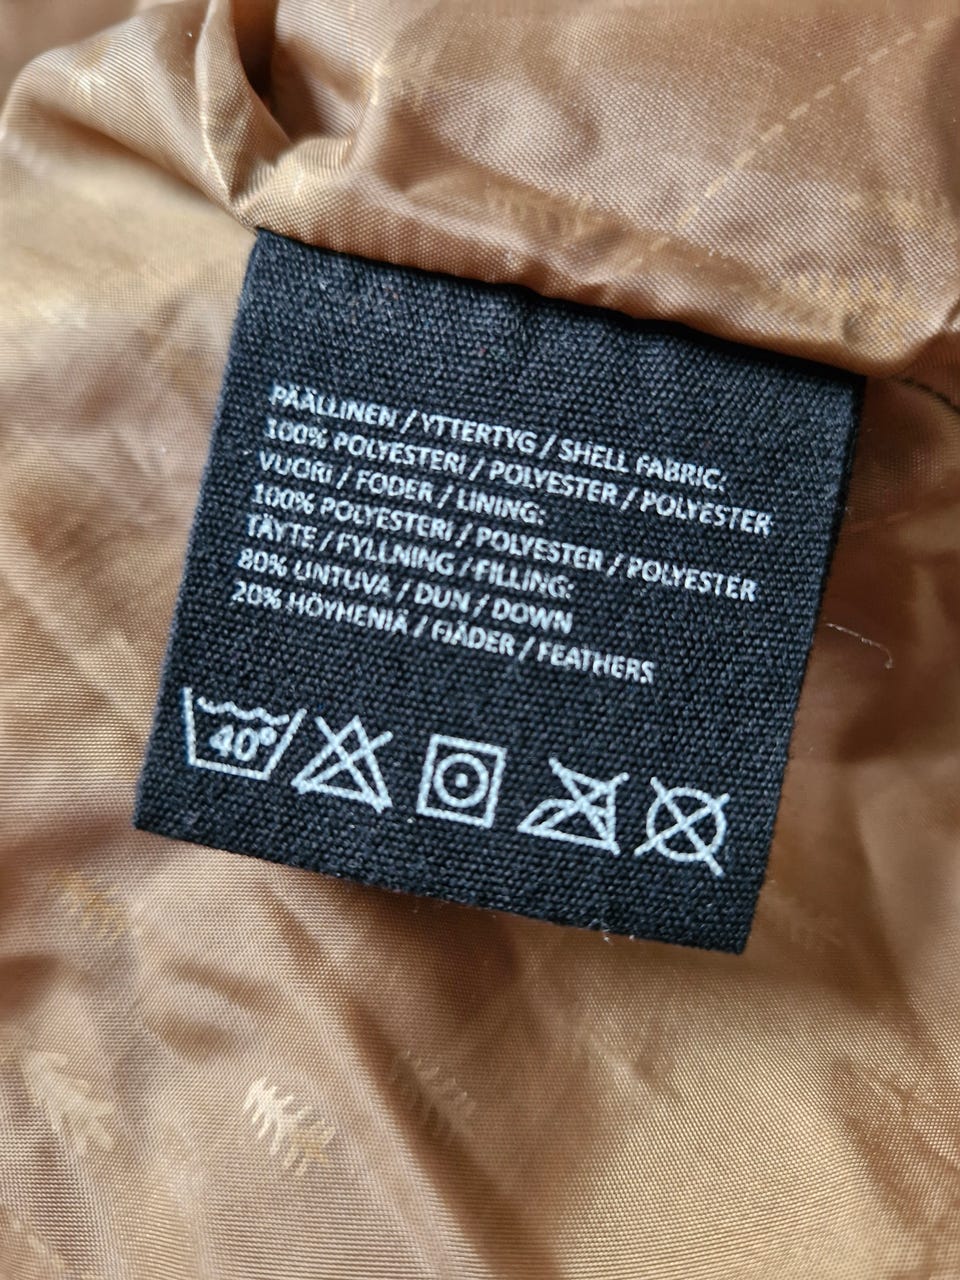 PÄÄLLINEN / YTTERTYG / SHELL FABRIC:
100% POLYESTERI / POLYESTER / POLYESTER
VUORI / FODER / LINING:
100% POLYESTERI / POLYESTER / POLYESTER
TÄYTE / FYLLNING / FILLING:
80% UNTUVA / DUN / DOWN
20% HÖYHENIÄ / FJÄDER / FEATHERS
40°